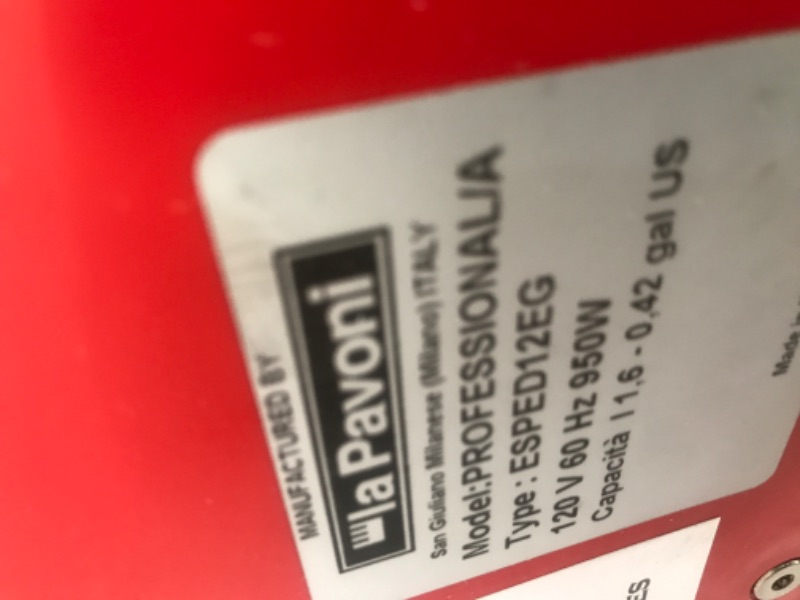 MANUFACTURED BY
la Pavoni
San Giuliano Milanese (Milano) ITALY
Model:PROFESSIONAL/A
Type : ESPED12EG
120 V 60 Hz 950W
Capacità l 1,6 - 0,42 gal US
Made